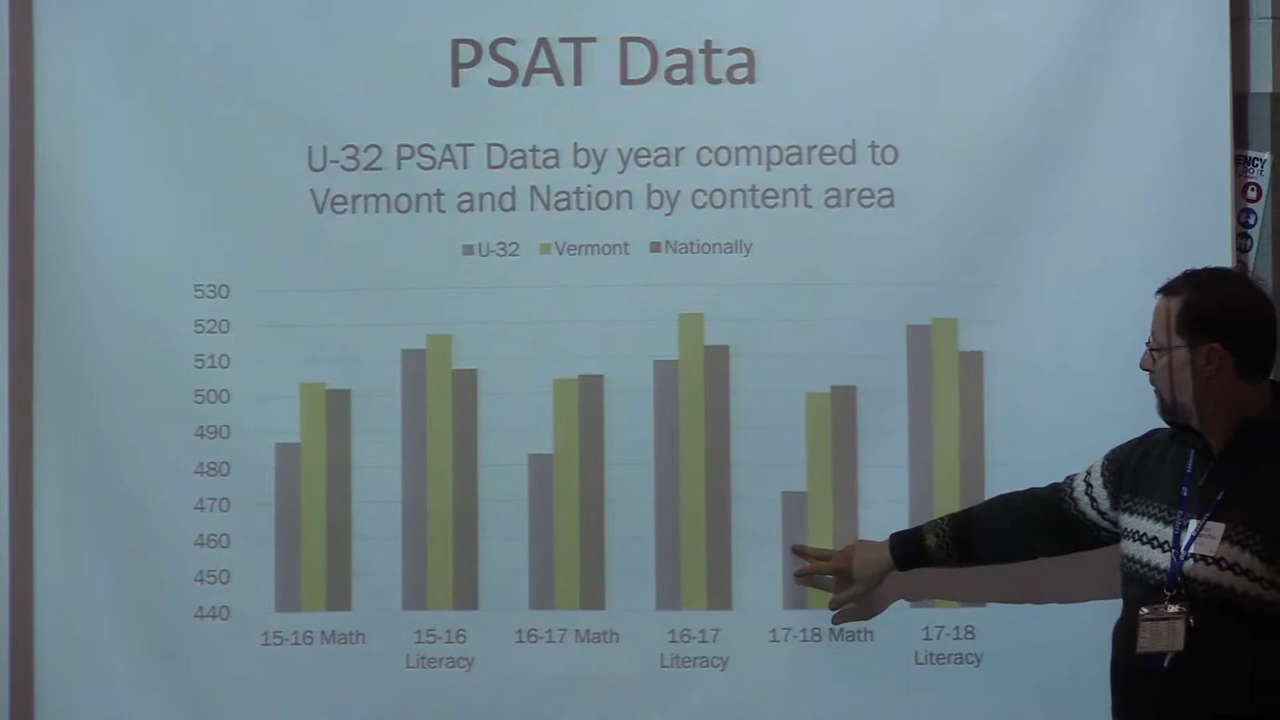 PSAT Data
U-32 PSAT Data by year compared to
Vermont and Nation by content area
U-32 Vermont Nationally
530
520
510
500
490
480
470
460
450
440
15-16 Math
15-16
Literacy
16-17 Math
16-17
Literacy
17-18 Math
17-18
Literacy
ENCY